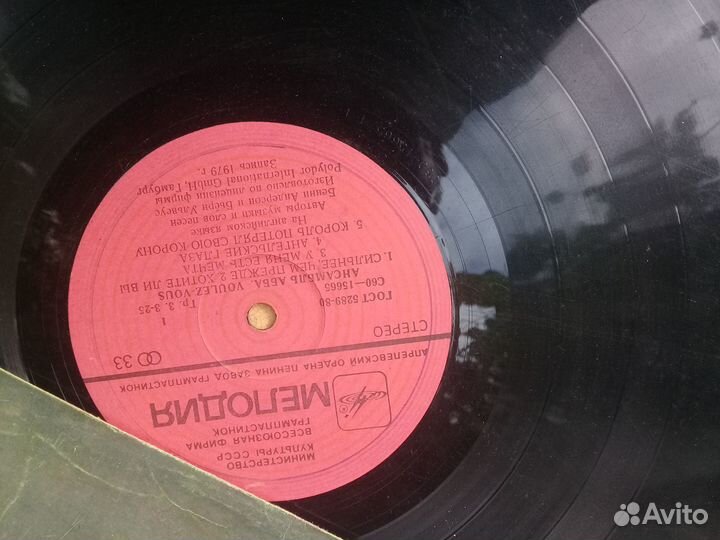 МИНИСТЕРСТВО
КУЛЬТУРЫ СССР
ВСЕСОЮЗНАЯ ФИРМА
ГРАМПЛАСТИНОК
МЕЛОДИЯ
АПРЕЛЕВСКИЙ ОРДЕНА ЛЕНИНА ЗАВОД ГРАМПЛАСТИНОК
СТЕРЕО
33
1
ГОСТ 5289-80
Гр. 3. 3-25
С60—15665
АНСАМБЛЬ АББА. VOULEZ-VOUS
1. СИЛЬНЕЕ, ЧЕМ ПРЕЖДЕ 2. ХОТИТЕ ЛИ ВЫ
3. У МЕНЯ ЕСТЬ МЕЧТА
4. АНГЕЛЬСКИЕ ГЛАЗА
5. КОРОЛЬ ПОТЕРЯЛ СВОЮ КОРОНУ
На английском языке
Авторы музыки и слов песен
Бенни Андерсон и Бьерн Ульвеус
Изготовлено по лицензии фирмы
Polydor International GmbH, Гамбург
Запись 1979 г.
Avito